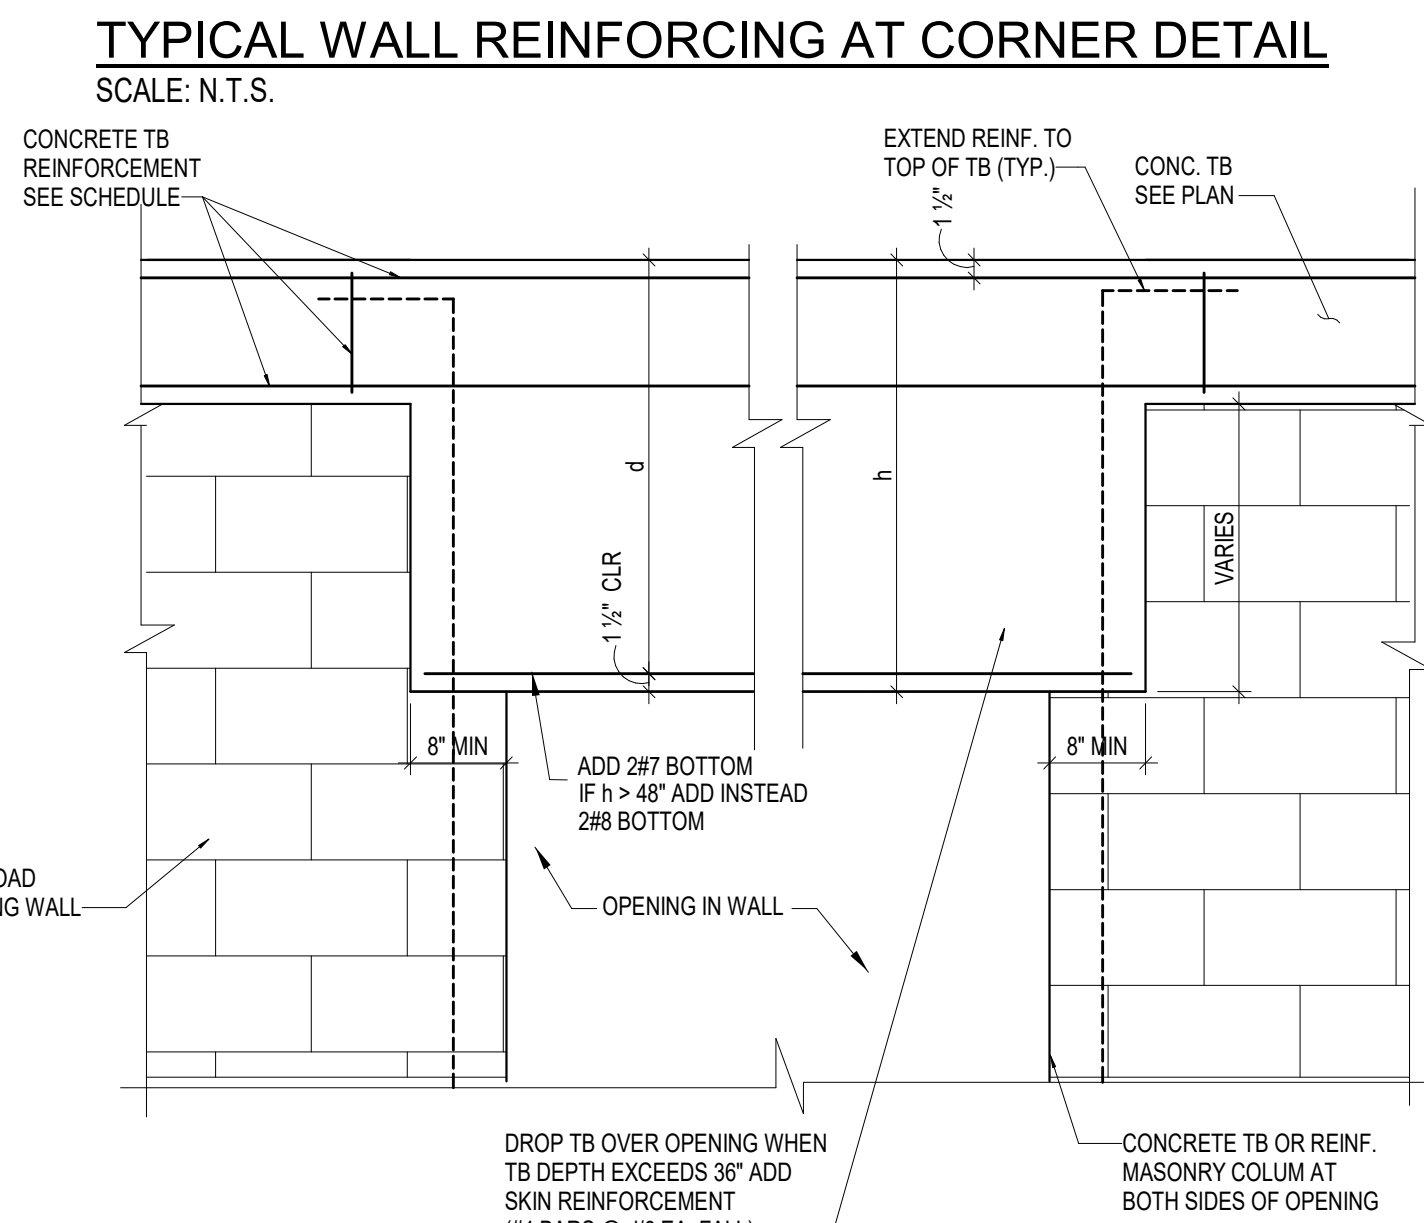 TYPICAL WALL REINFORCING AT CORNER DETAIL
SCALE: N.T.S.
CONCRETE TB
REINFORCEMENT
SEE SCHEDULE
EXTEND REINF. TO
TOP OF TB (TYP.)
CONC. TB
SEE PLAN
1 ½"
d
h
VARIES
1 ½" CLR
8" MIN
8" MIN
ADD 2#7 BOTTOM
IF h > 48" ADD INSTEAD
2#8 BOTTOM
OPENING IN WALL
WALL
DROP TB OVER OPENING WHEN
TB DEPTH EXCEEDS 36" ADD
SKIN REINFORCEMENT
CONCRETE TB OR REINF.
MASONRY COLUM AT
BOTH SIDES OF OPENING